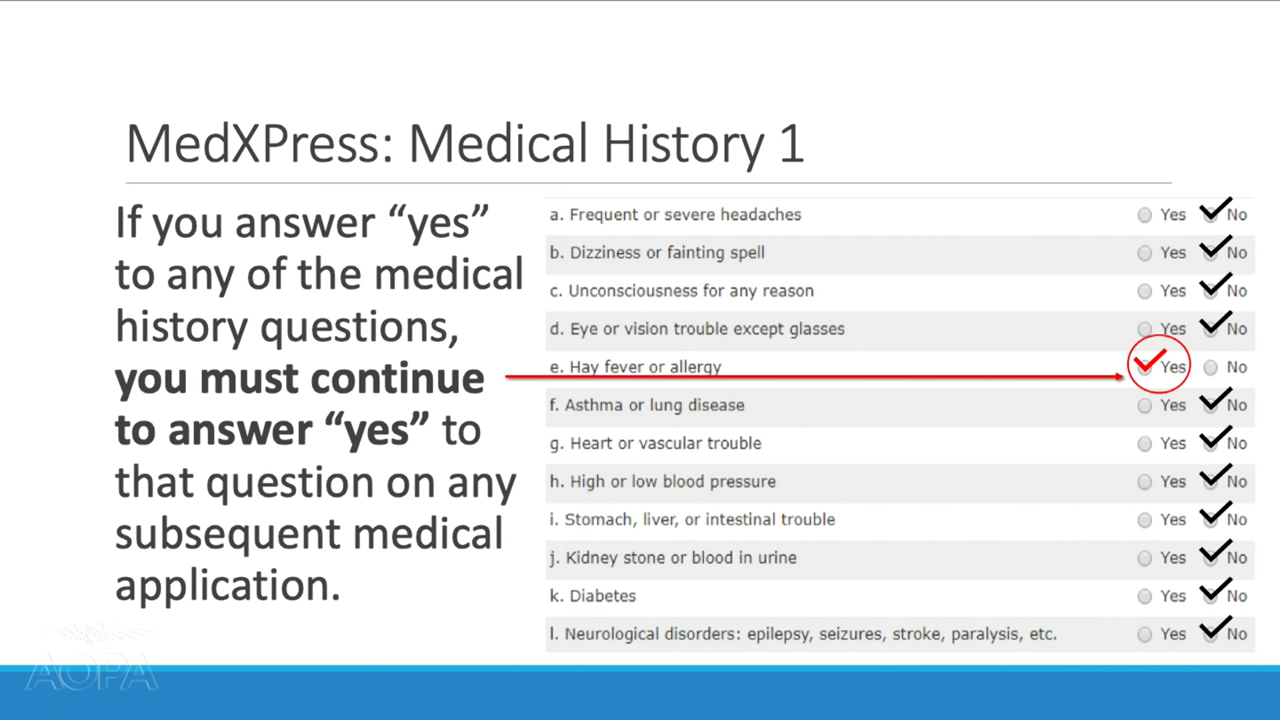 MedXPress: Medical History 1
If you answer “yes”
to any of the medical
history questions,
you must continue
to answer “yes” to
that question on any
subsequent medical
application.
a. Frequent or severe headaches Yes No
b. Dizziness or fainting spell Yes No
c. Unconsciousness for any reason Yes No
d. Eye or vision trouble except glasses Yes No
e. Hay fever or allergy Yes No
f. Asthma or lung disease Yes No
g. Heart or vascular trouble Yes No
h. High or low blood pressure Yes No
i. Stomach, liver, or intestinal trouble Yes No
j. Kidney stone or blood in urine Yes No
k. Diabetes Yes No
l. Neurological disorders: epilepsy, seizures, stroke, paralysis, etc. Yes No
AOPA